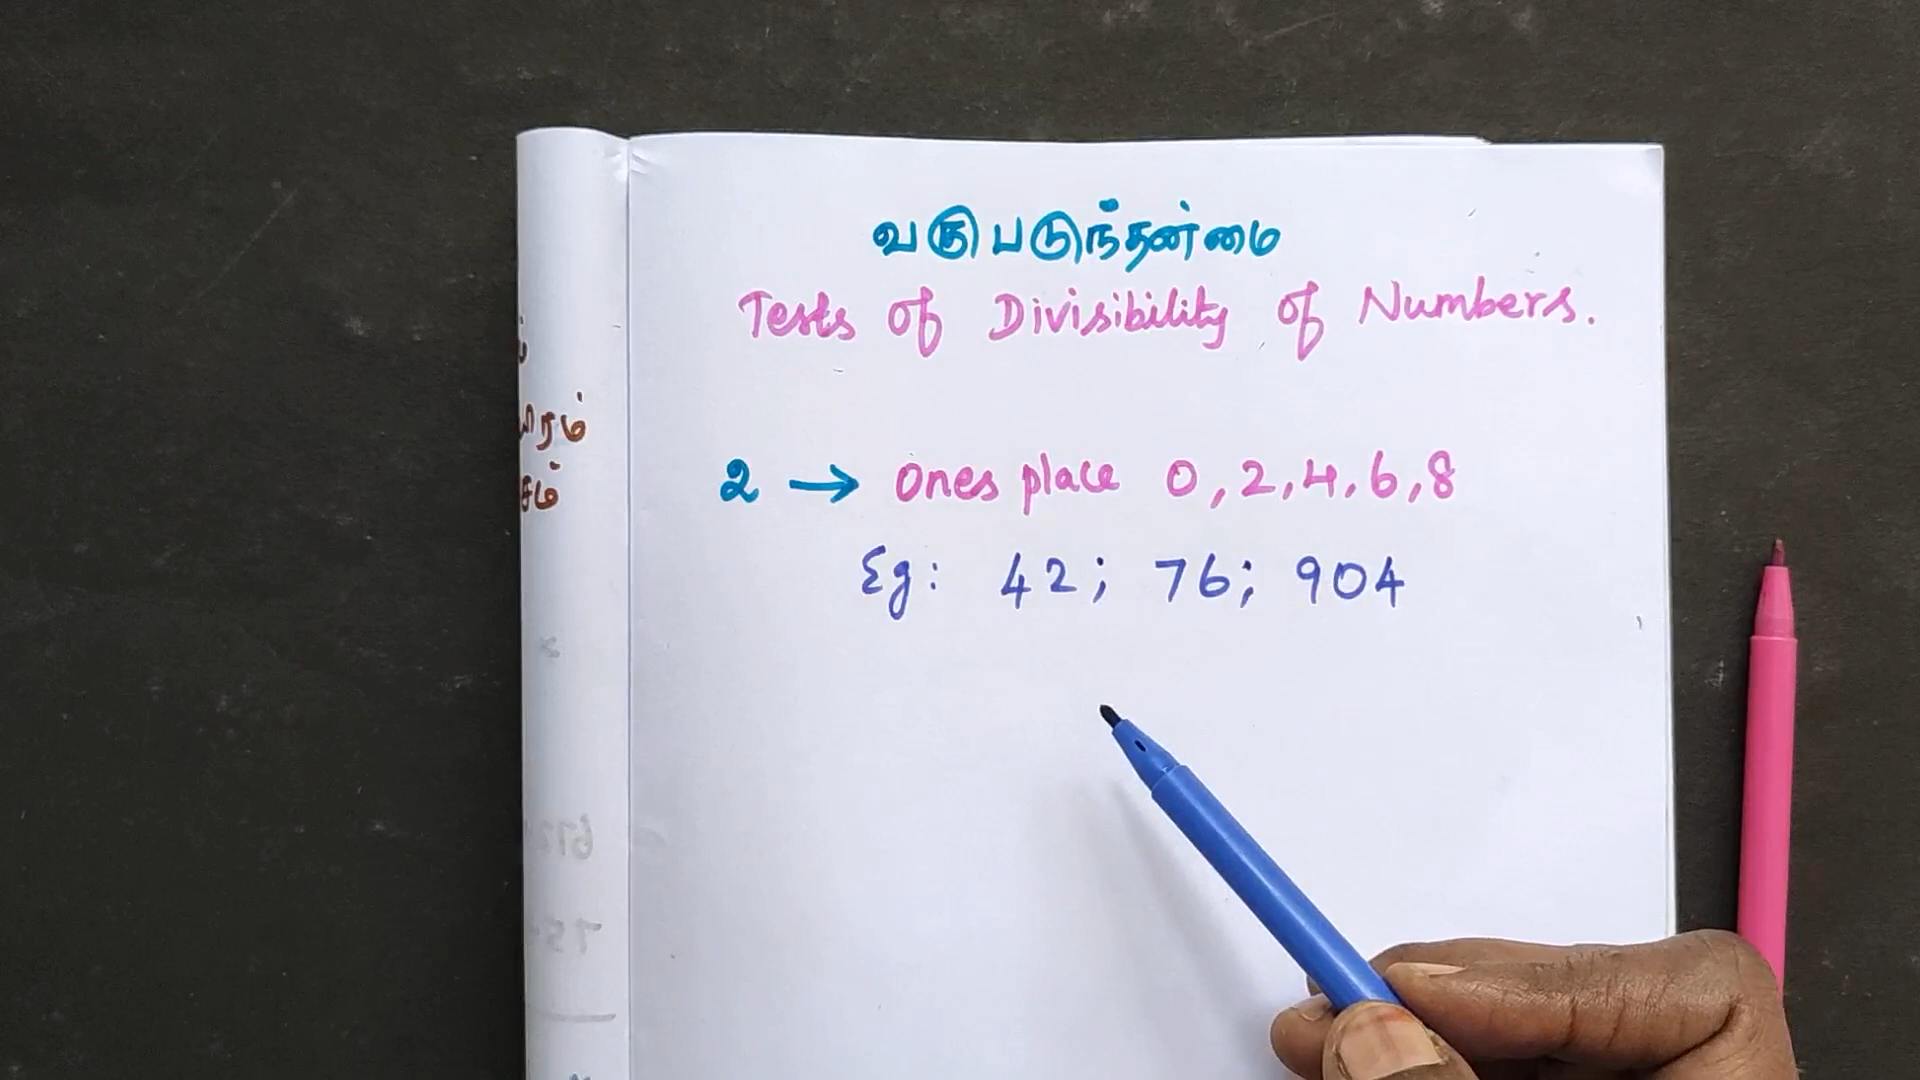 வகுபடுந்தன்மை
Tests of Divisibility of Numbers.
2 → Ones place 0, 2, 4, 6, 8
Eg: 42; 76; 904